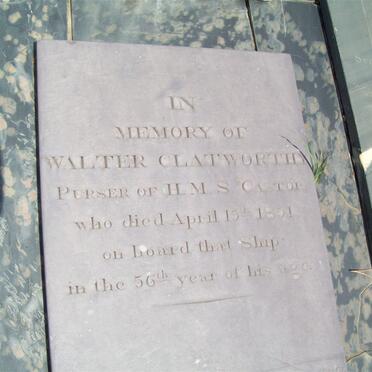 IN
MEMORY OF
WALTER CLATWORTHY
PURSER OF H.M.S. CASTOR
who died April 15th
on board that Ship
in the 56th year of his age